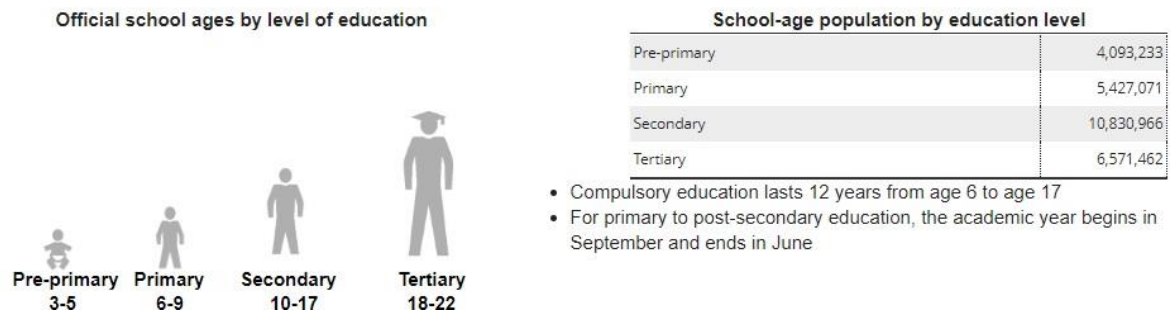 Official school ages by level of education
Pre-primary Primary Secondary Tertiary
3-5 6-9 10-17 18-22
School-age population by education level
Pre-primary 4,093,233
Primary 5,427,071
Secondary 10,830,966
Tertiary 6,571,462
• Compulsory education lasts 12 years from age 6 to age 17
• For primary to post-secondary education, the academic year begins in
September and ends in June